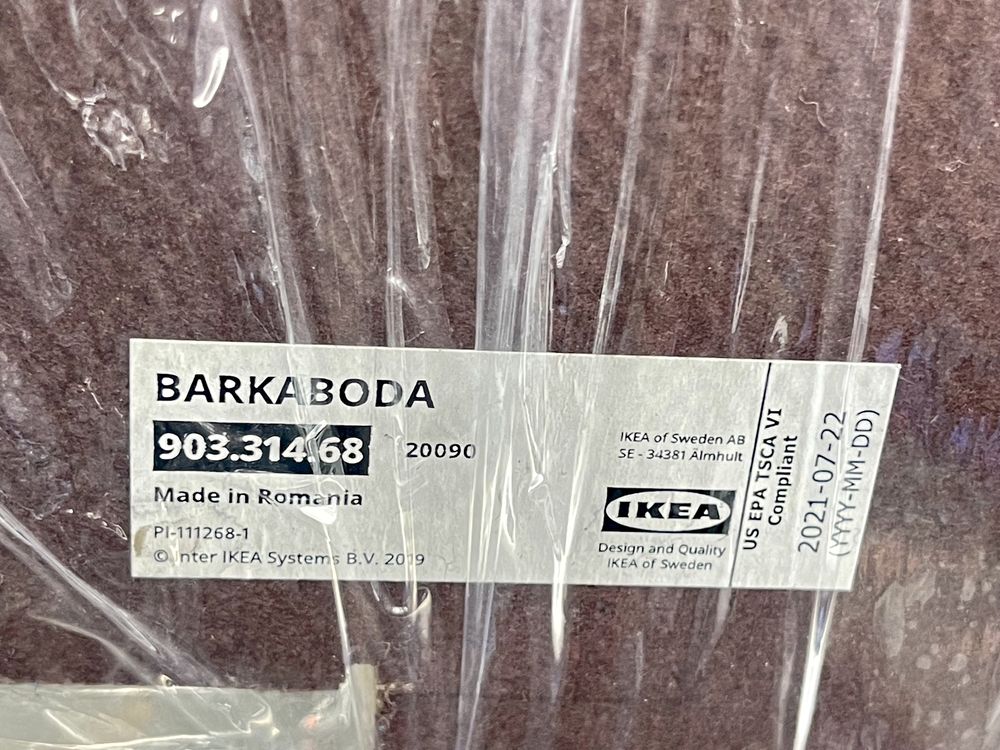 BARKABODA
903.314.68 20090
Made in Romania
PI-111268-1
© Inter IKEA Systems B.V. 2019
IKEA of Sweden AB
SE - 34381 Älmhult
IKEA
Design and Quality
IKEA of Sweden
US EPA TSCA VI
Compliant
2021-07-22
(YYY-MM-DD)